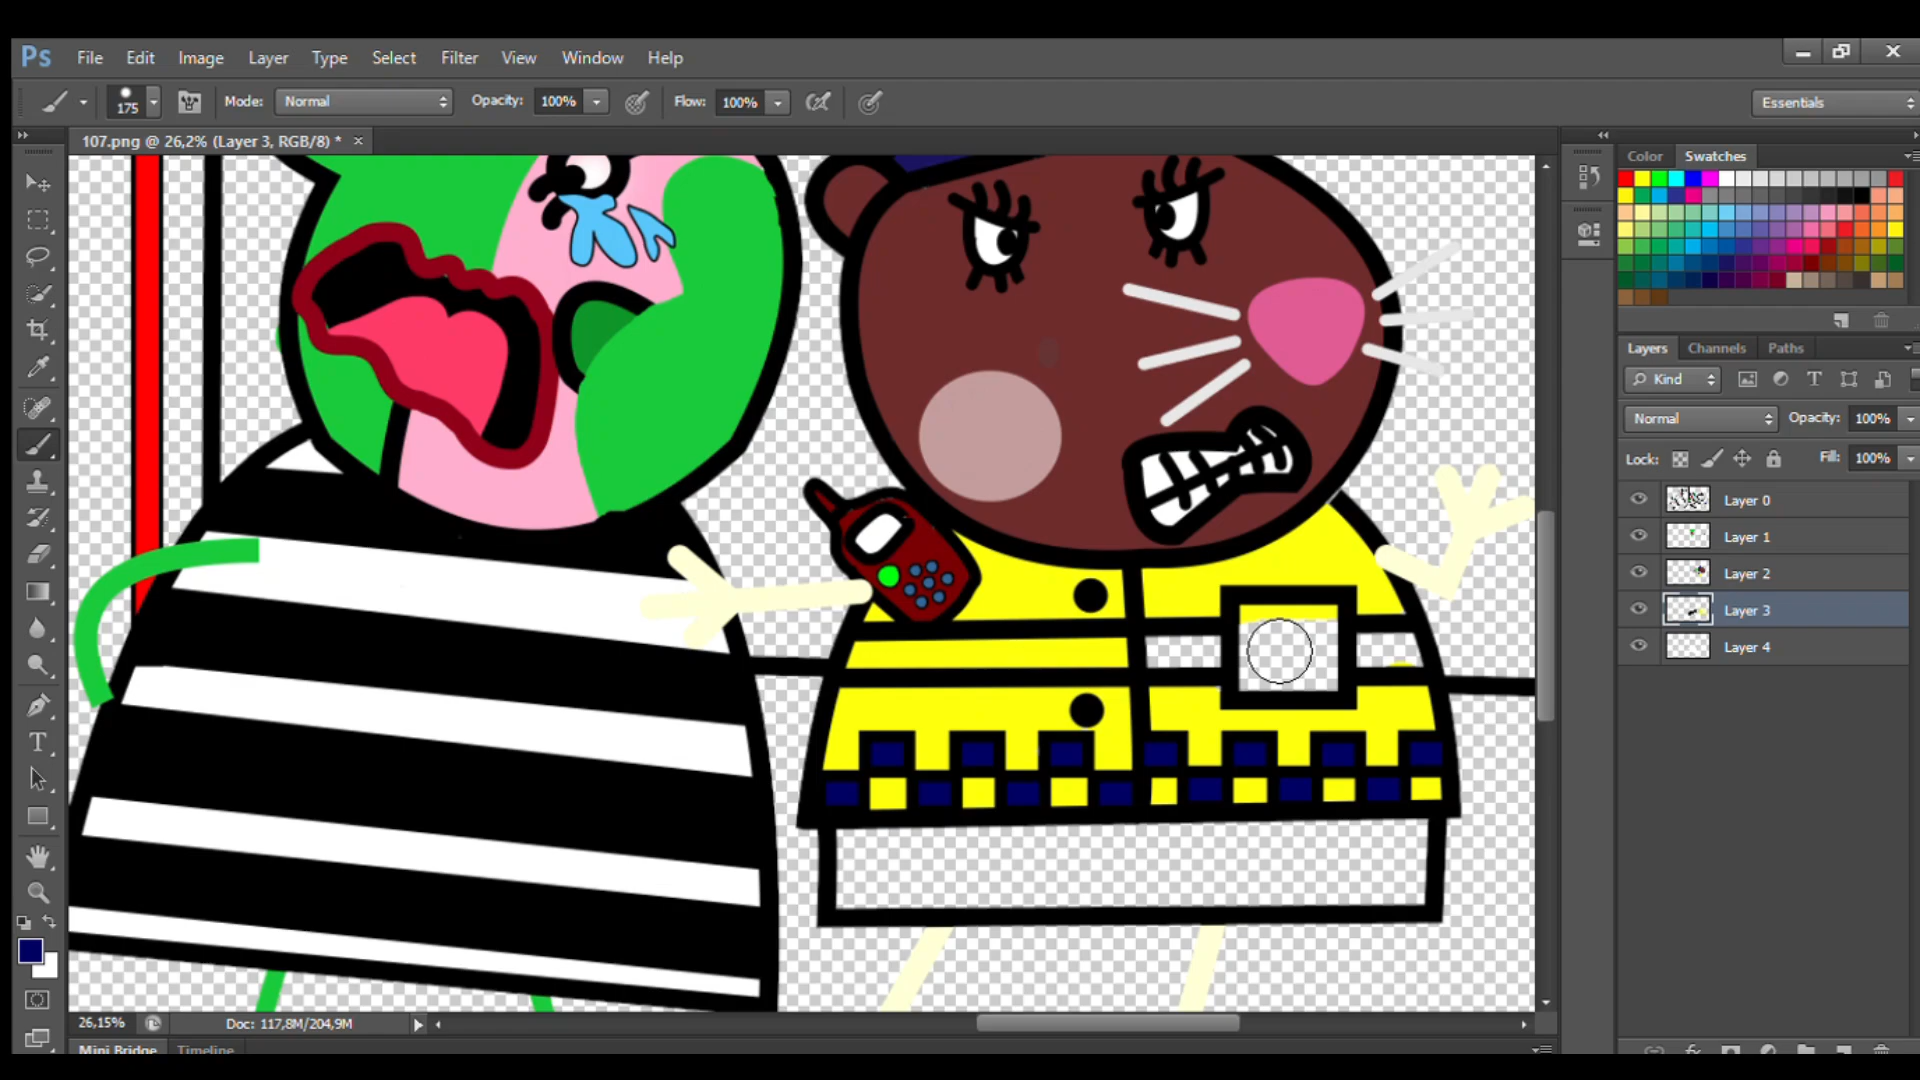 Ps File Edit Image Layer Type Select Filter View Window Help
175 Mode: Normal Opacity: 100% Flow: 100% Essentials
107.png @ 26,2% (Layer 3, RGB/8) * ×
Color Swatches
Layers Channels Paths
Kind T
Normal Opacity: 100%
Lock: Fill: 100%
Layer 0
Layer 1
Layer 2
Layer 3
Layer 4
T
26,15% Doc: 117,8M/204,9M
Mini Bridge Timeline